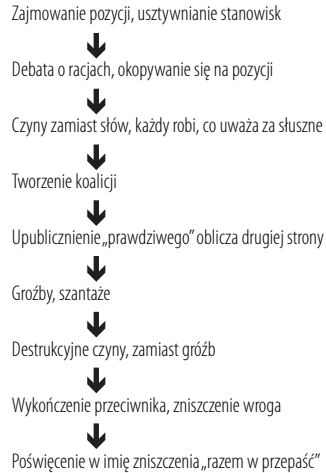 Zajmowanie pozycji, usztywnianie stanowisk
Debata o racjach, okopywanie się na pozycji
Czyny zamiast słów, każdy robi, co uważa za słuszne
Tworzenie koalicji
Upublicznienie „prawdziwego” oblicza drugiej strony
Groźby, szantaże
Destrukcyjne czyny, zamiast gróźb
Wykończenie przeciwnika, zniszczenie wroga
Poświęcenie w imię zniszczenia „razem w przepaść”